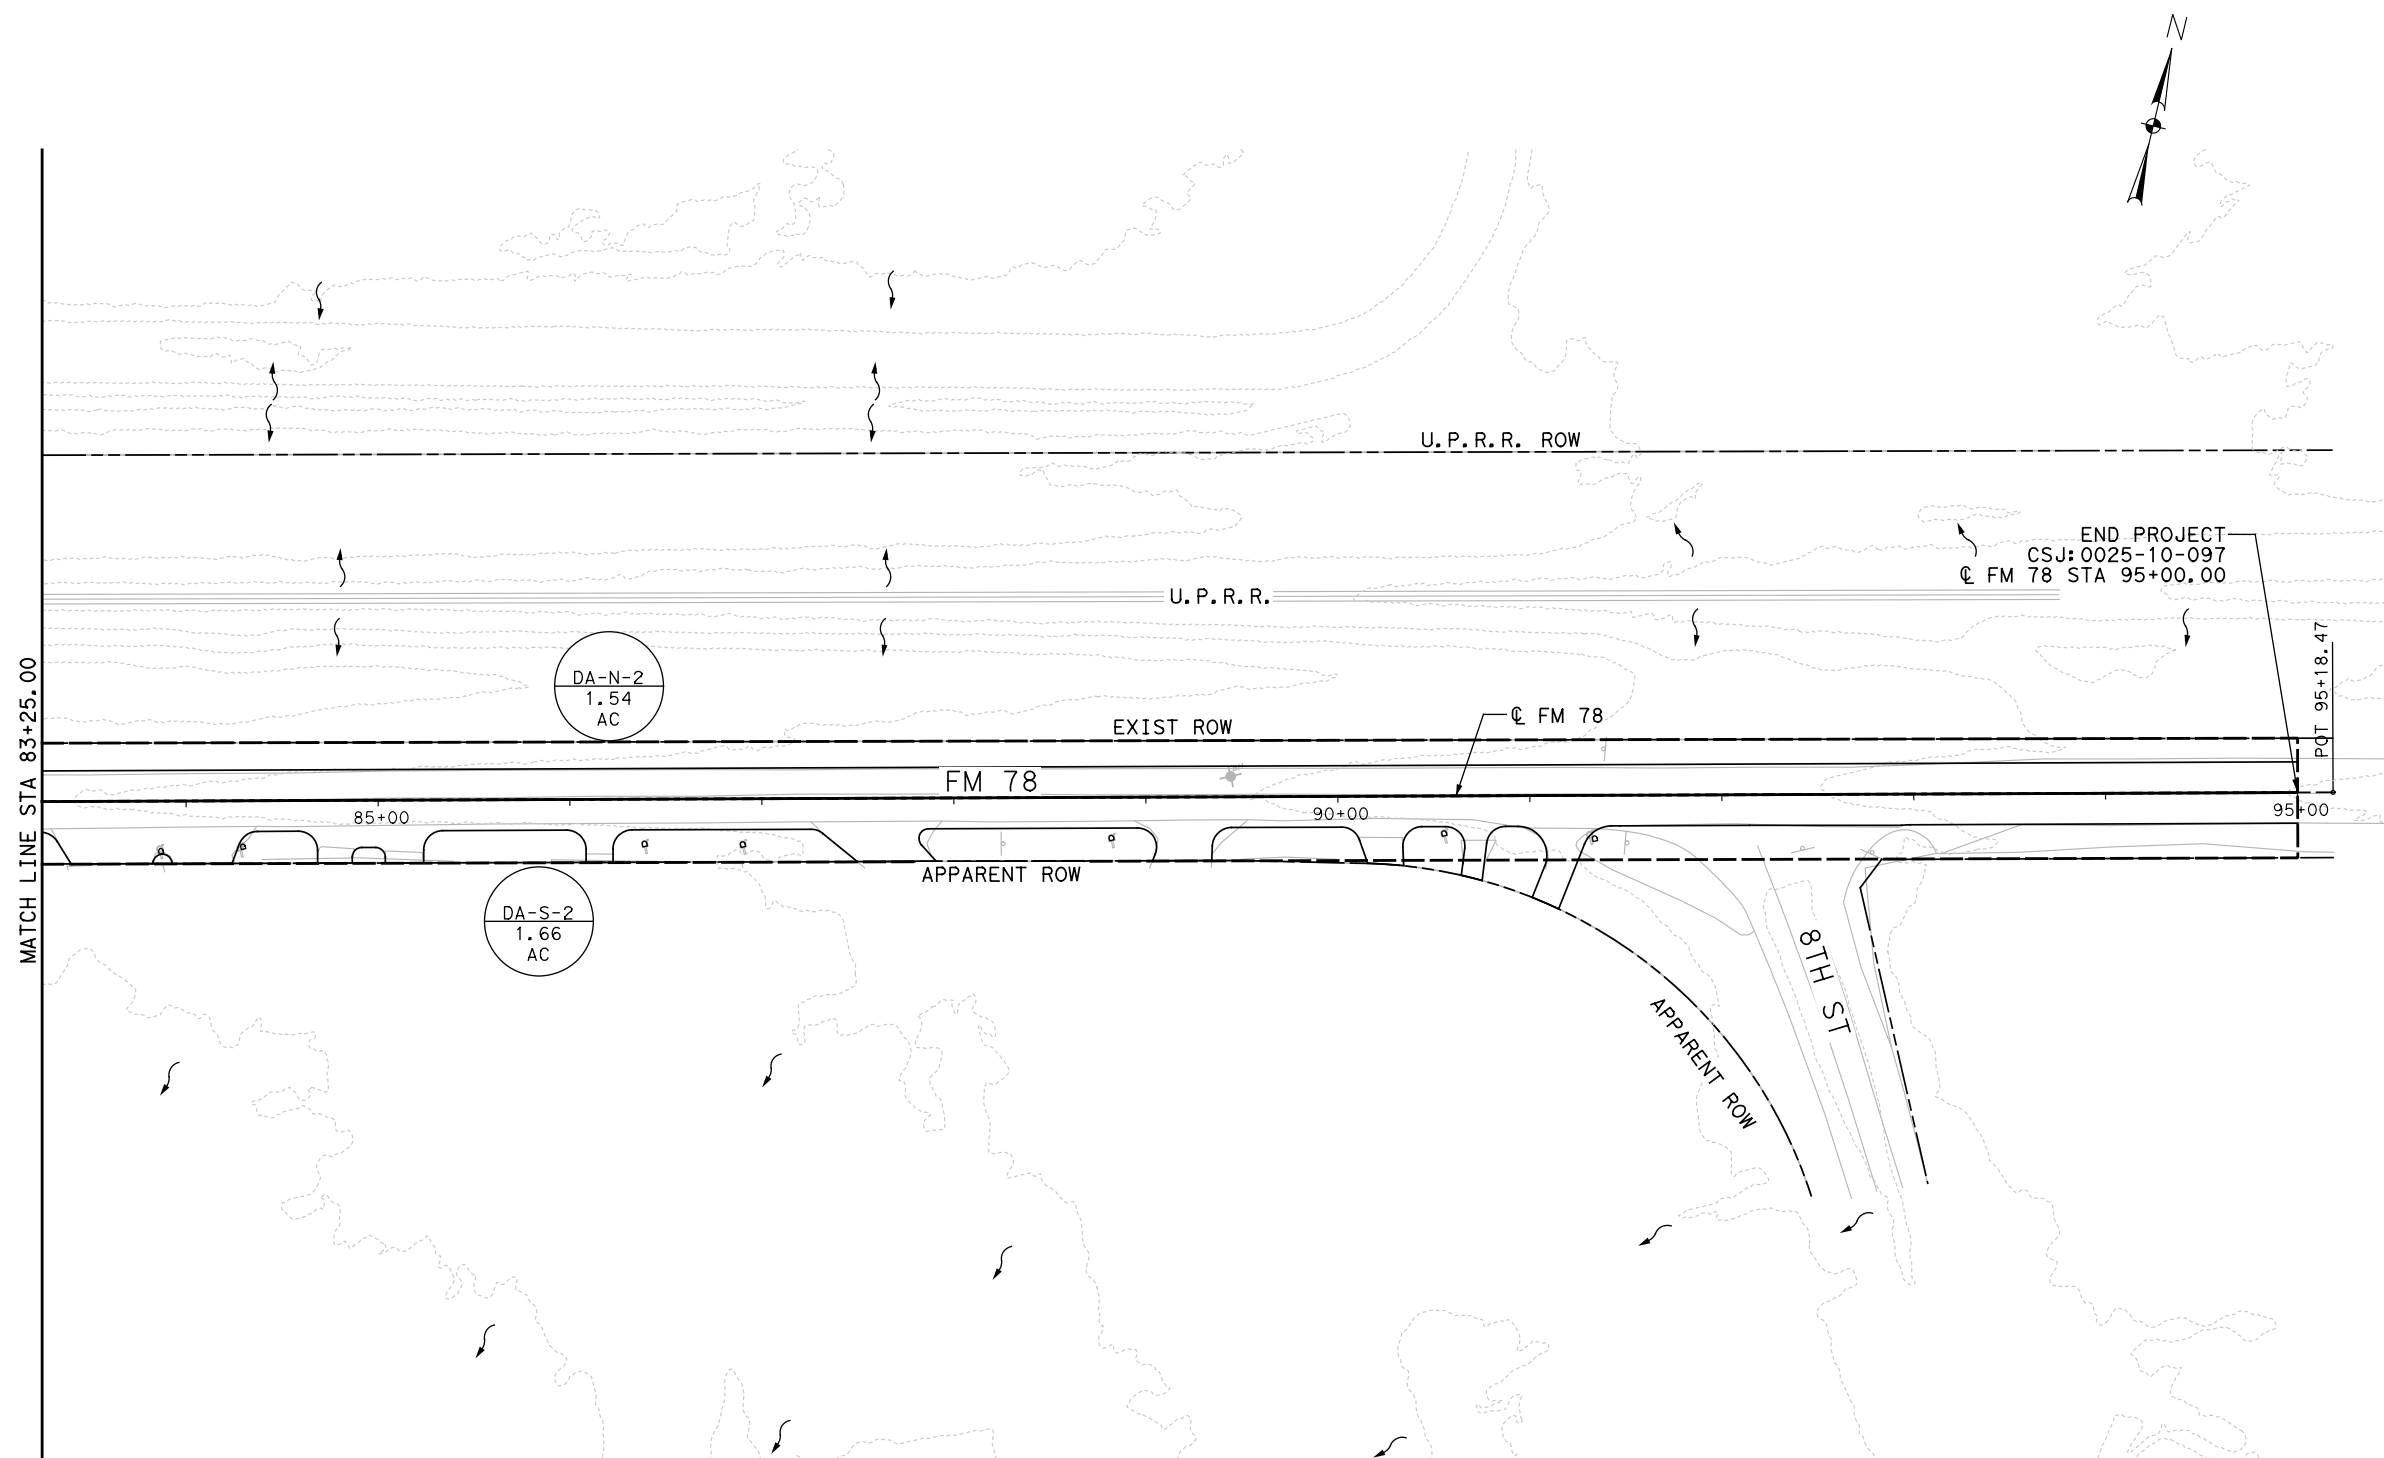 N
U.P.R.R. ROW
END PROJECT
CSJ:0025-10-097
℄ FM 78 STA 95+00.00
U.P.R.R.
POT 95+18.47
MATCH LINE STA 83+25.00
DA-N-2
1.54
AC
℄ FM 78
EXIST ROW
FM 78
85+00
90+00
95+00
APPARENT ROW
DA-S-2
1.66
AC
8TH ST
APPARENT ROW